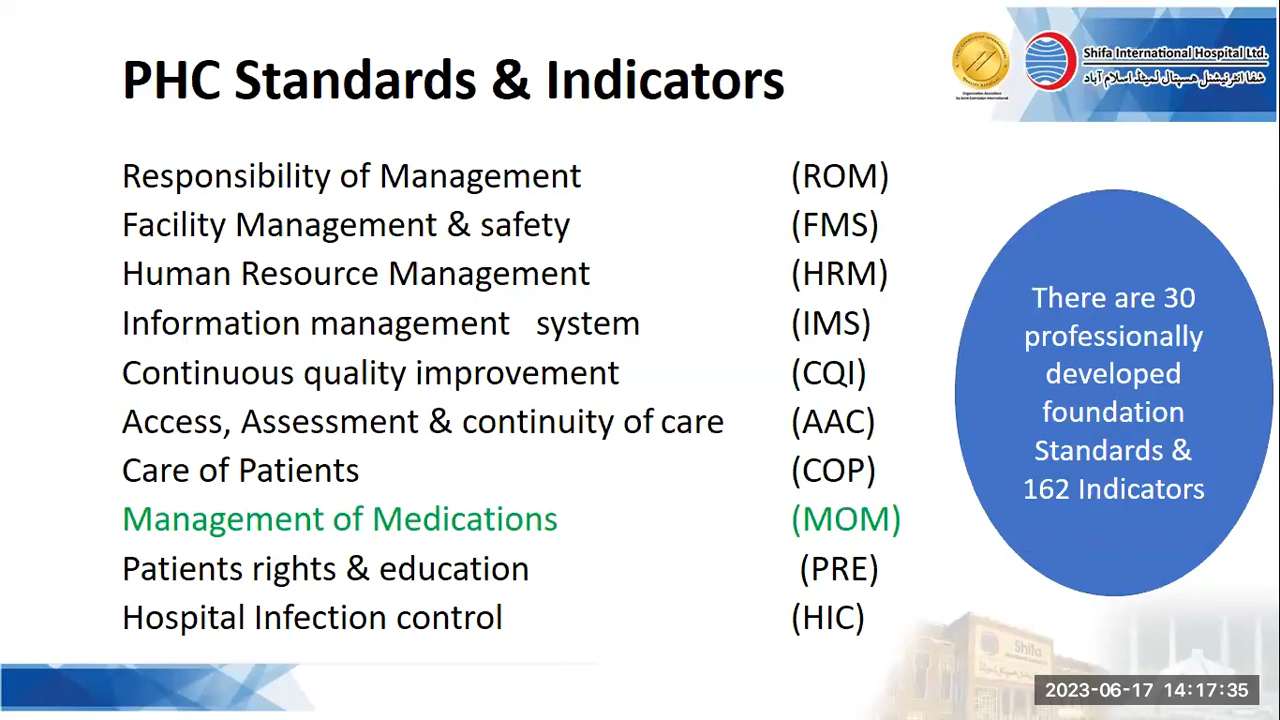 PHC Standards & Indicators
Shifa International Hospital Ltd.
شفا انٹرنیشنل ہسپتال لمیٹڈ اسلام آباد
Responsibility of Management (ROM)
Facility Management & safety (FMS)
Human Resource Management (HRM)
Information management system (IMS)
Continuous quality improvement (CQI)
Access, Assessment & continuity of care (AAC)
Care of Patients (COP)
Management of Medications (MOM)
Patients rights & education (PRE)
Hospital Infection control (HIC)
There are 30
professionally
developed
foundation
Standards &
162 Indicators
Shifa
2023-06-17 14:17:35